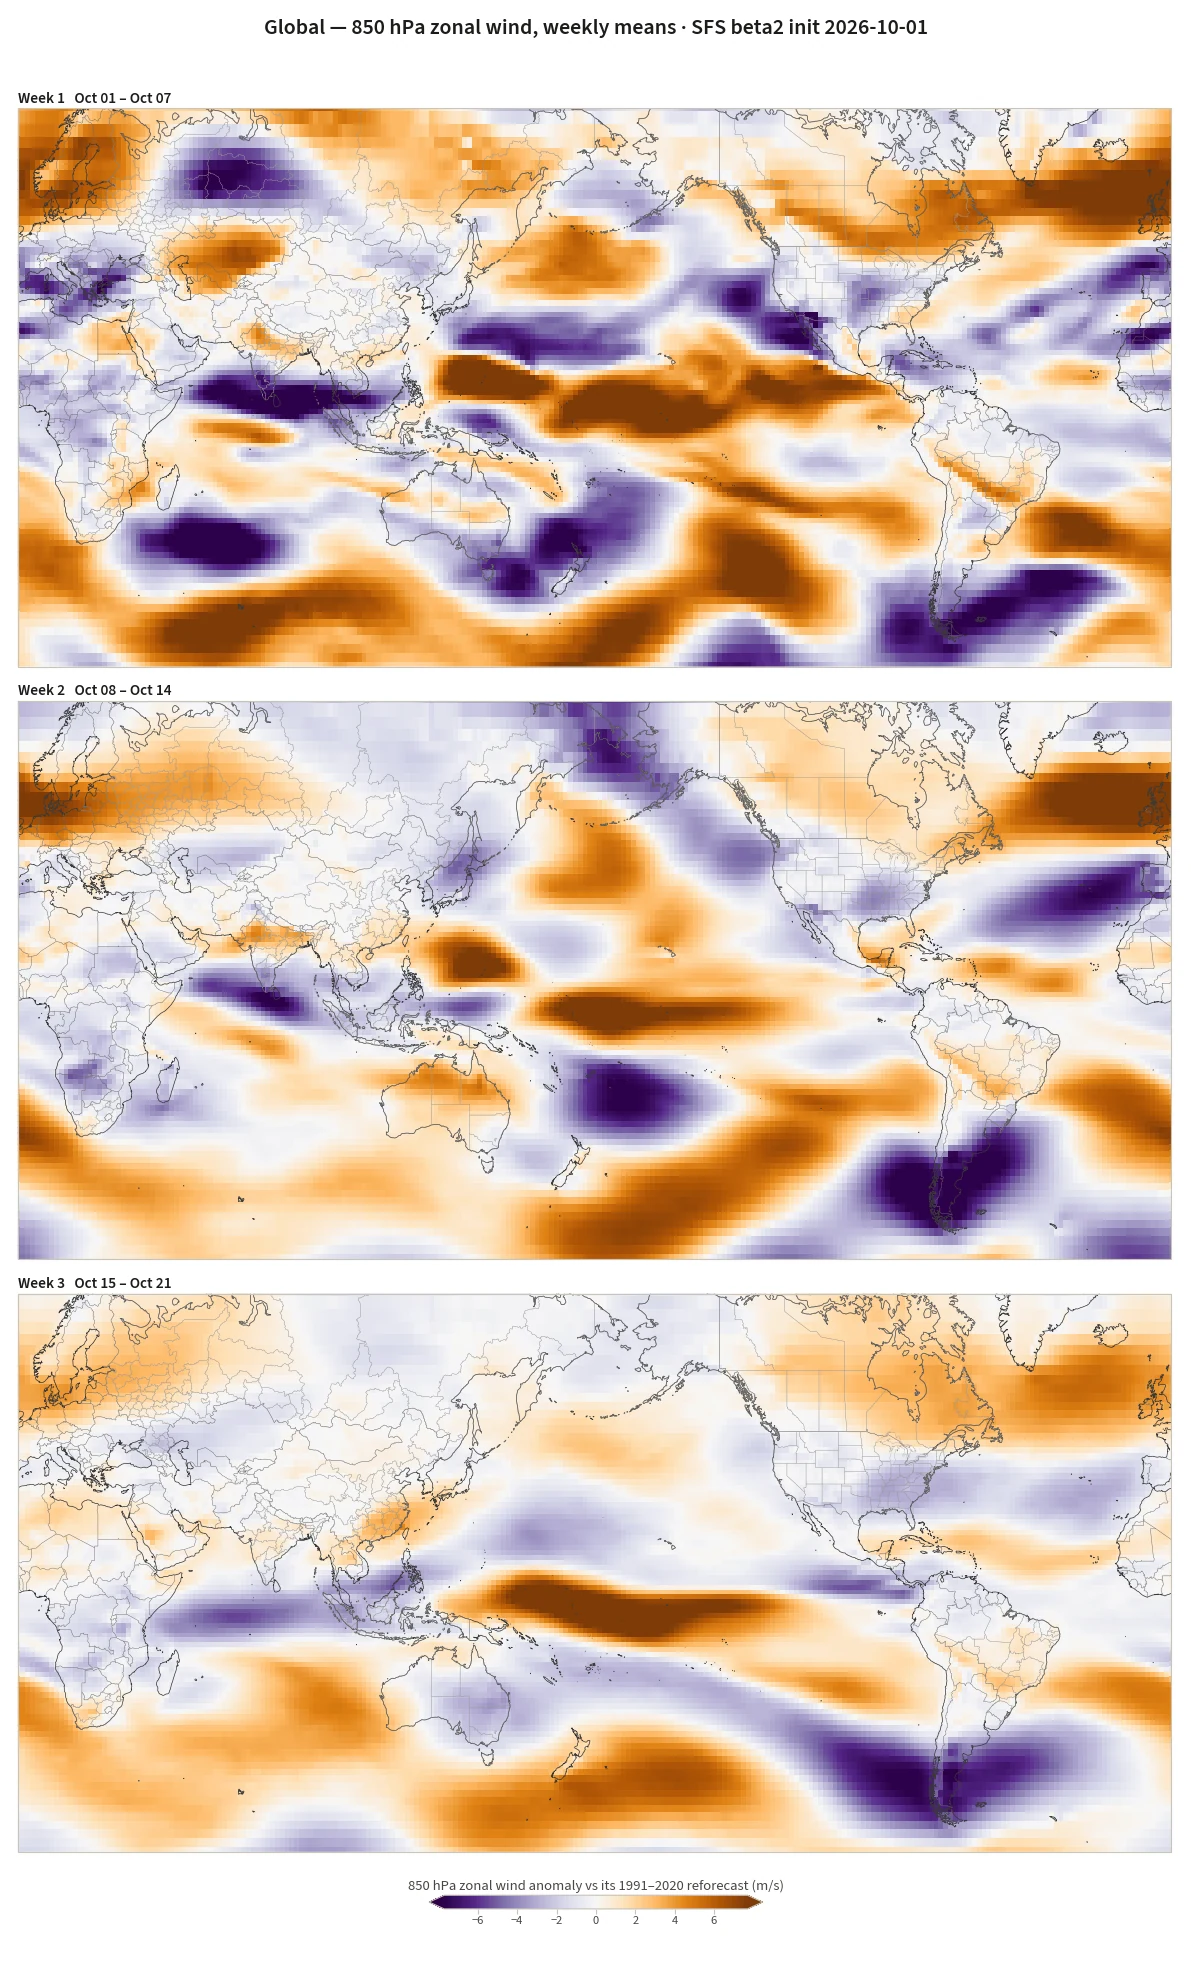 Global — 850 hPa zonal wind, weekly means · SFS beta2 init 2026-10-01
Week 1 Oct 01 – Oct 07
Week 2 Oct 08 – Oct 14
Week 3 Oct 15 – Oct 21
850 hPa zonal wind anomaly vs its 1991–2020 reforecast (m/s)
−6 −4 −2 0 2 4 6